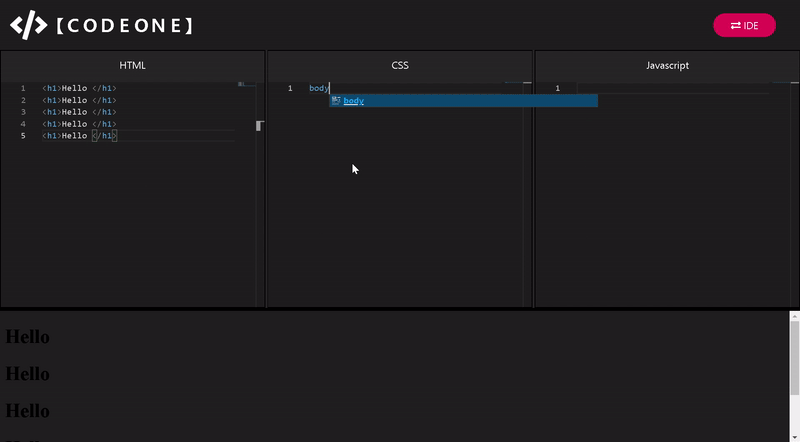 </> [CODEONE]
⇄ IDE
HTML
CSS
Javascript
1 <h1>Hello </h1>
2 <h1>Hello </h1>
3 <h1>Hello </h1>
4 <h1>Hello </h1>
5 <h1>Hello </h1>
1 body
body
1
Hello
Hello
Hello